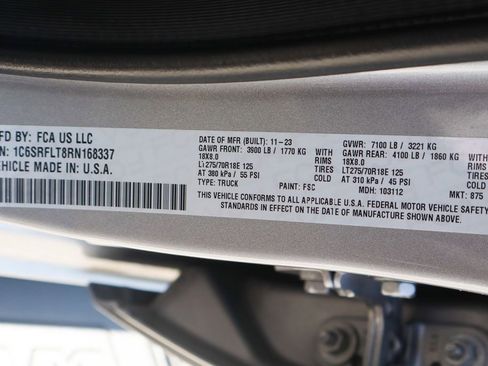 MFD BY: FCA US LLC
N: 1C6SRFLT8RN168337
VEHICLE MADE IN U.S.A.
DATE OF MFR (BUILT): 11-23 GVWR: 7100 LB / 3221 KG
GAWR FRONT: 3900 LB / 1770 KG WITH GAWR REAR: 4100 LB / 1860 KG WITH
18X8.0 RIMS 18X8.0 RIMS
LT275/70R18E 125 TIRES LT275/70R18E 125 TIRES
AT 380 kPa / 55 PSI COLD AT 310 kPa / 45 PSI COLD
TYPE: TRUCK PAINT: FSC MDH: 103112 MKT: 875
THIS VEHICLE CONFORMS TO ALL APPLICABLE U.S.A. FEDERAL MOTOR VEHICLE SAFETY
STANDARDS IN EFFECT ON THE DATE OF MANUFACTURE SHOWN ABOVE.